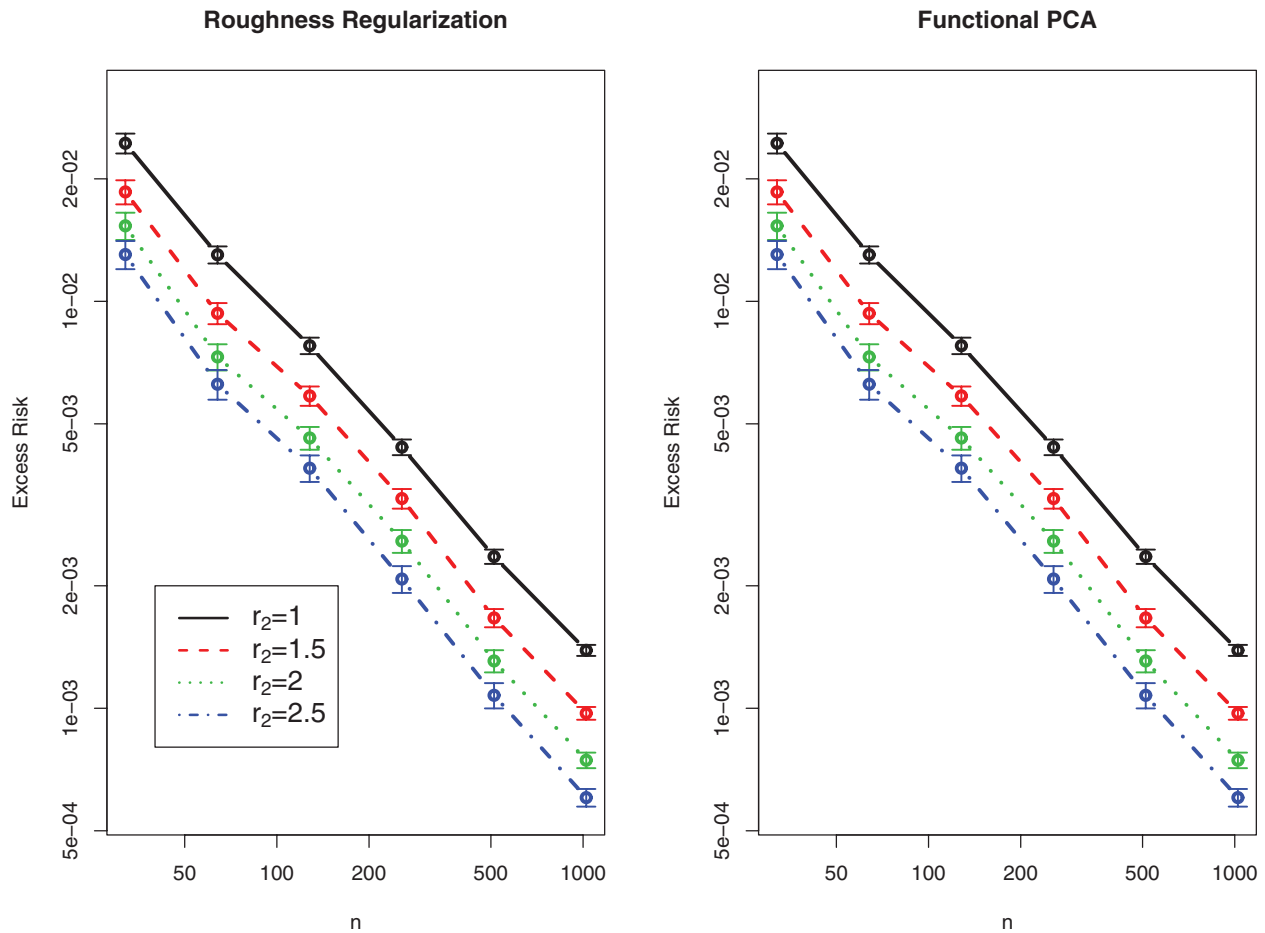 Roughness Regularization
Excess Risk
2e−02
1e−02
5e−03
2e−03
1e−03
5e−04
r2=1
r2=1.5
r2=2
r2=2.5
50
100
200
500
1000
n
Functional PCA
Excess Risk
2e−02
1e−02
5e−03
2e−03
1e−03
5e−04
50
100
200
500
1000
n